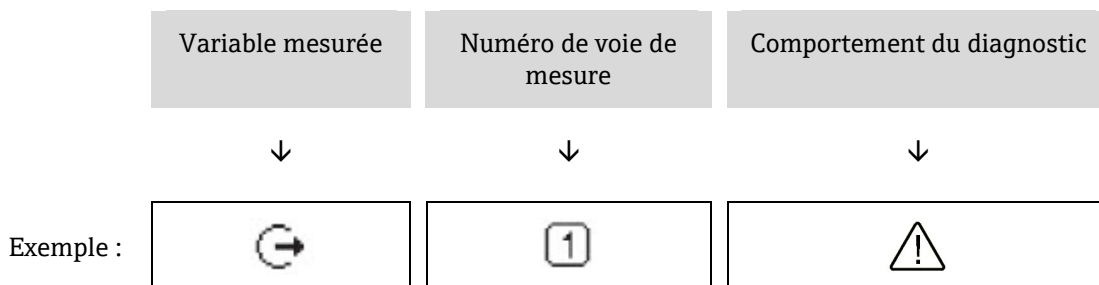 Variable mesurée
Numéro de voie de
mesure
Comportement du diagnostic
Exemple :
1